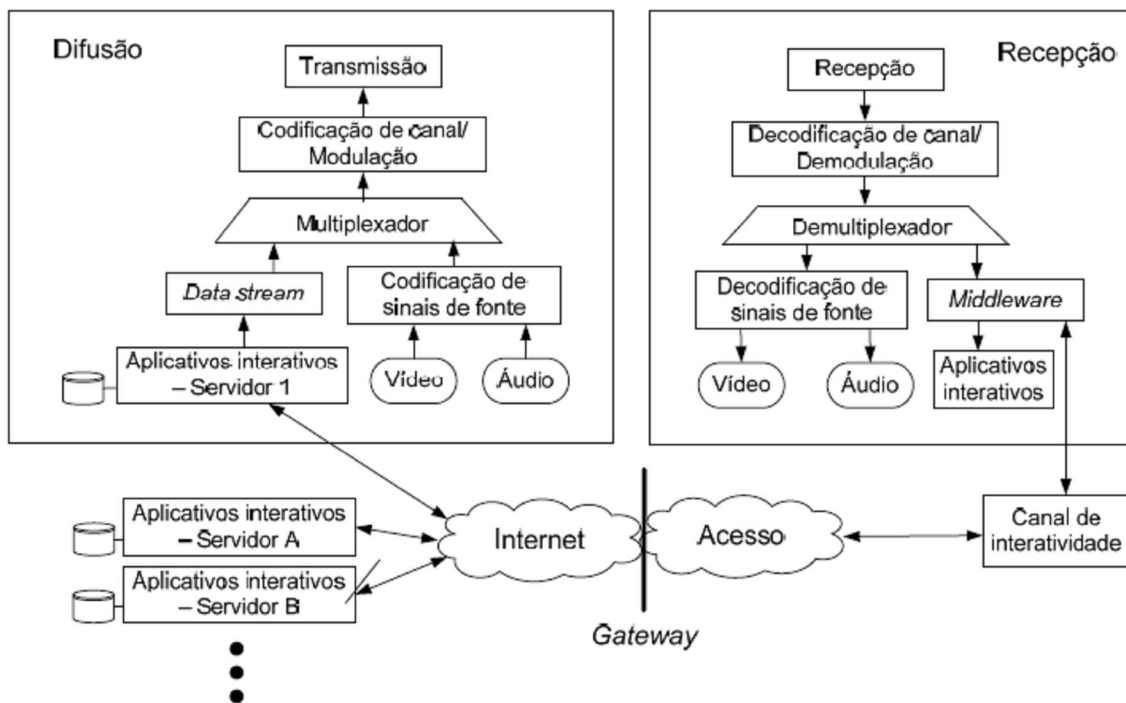 Difusão
Transmissão
Codificação de canal/
Modulação
Multiplexador
Data stream
Codificação de
sinais de fonte
Aplicativos interativos
– Servidor 1
Vídeo
Áudio
Recepção
Recepção
Decodificação de canal/
Demodulação
Demultiplexador
Decodificação de
sinais de fonte
Middleware
Vídeo
Áudio
Aplicativos
interativos
Aplicativos interativos
– Servidor A
Aplicativos interativos
– Servidor B
Internet
Acesso
Gateway
Canal de
interatividade